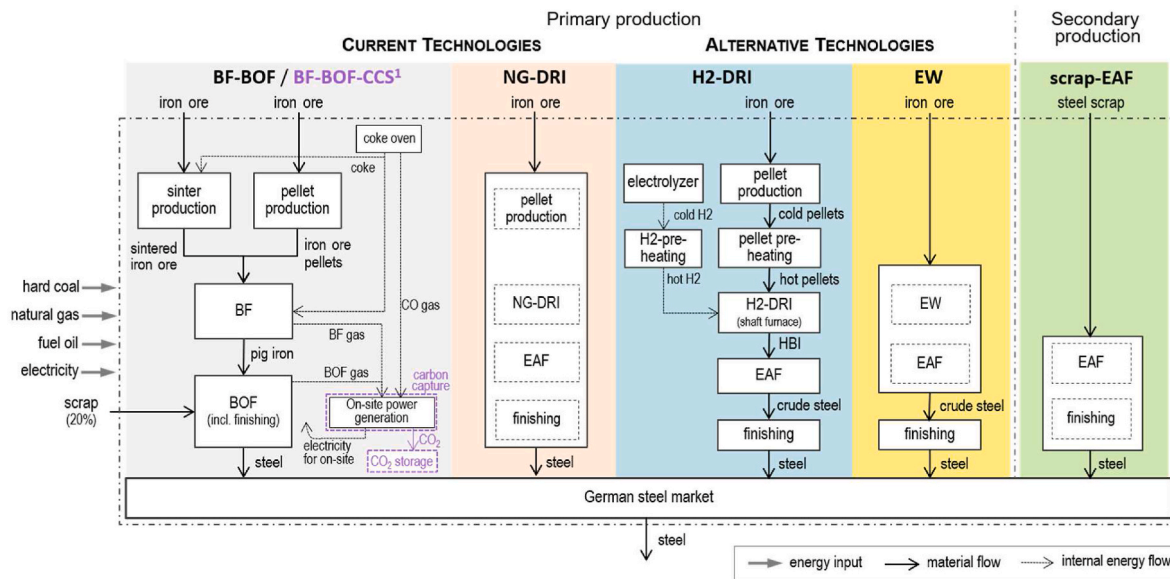 Primary production
Secondary
production
CURRENT TECHNOLOGIES
ALTERNATIVE TECHNOLOGIES
BF-BOF / BF-BOF-CCS¹
NG-DRI
H2-DRI
EW
scrap-EAF
iron ore
iron ore
iron ore
iron ore
iron ore
steel scrap
coke oven
coke
sinter
production
pellet
production
sintered
iron ore
iron ore
pellets
hard coal
natural gas
fuel oil
electricity
scrap
(20%)
BF
CO gas
BF gas
pig iron
BOF gas
BOF
(incl. finishing)
carbon
capture
On-site power
generation
electricity
for on-site
CO₂
CO₂ storage
steel
pellet
production
NG-DRI
EAF
finishing
steel
electrolyzer
cold H2
H2-pre-
heating
hot H2
pellet
production
cold pellets
pellet pre-
heating
hot pellets
H2-DRI
(shaft furnace)
HBI
EAF
crude steel
finishing
steel
EW
EAF
crude steel
finishing
steel
EAF
finishing
steel
German steel market
steel
energy input
material flow
internal energy flow